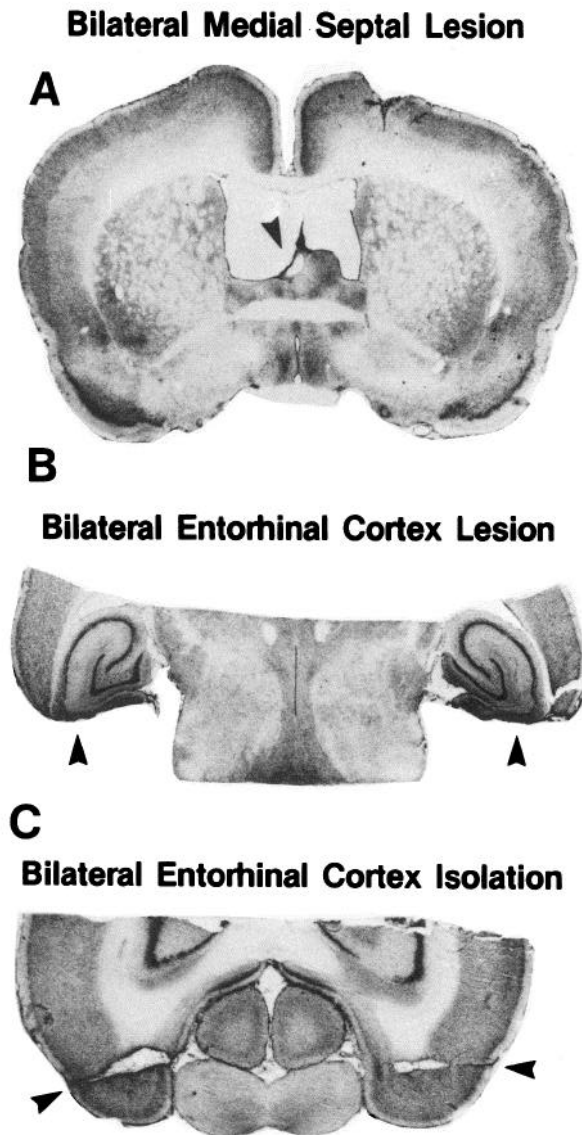 Bilateral Medial Septal Lesion
A
B
Bilateral Entorhinal Cortex Lesion
C
Bilateral Entorhinal Cortex Isolation